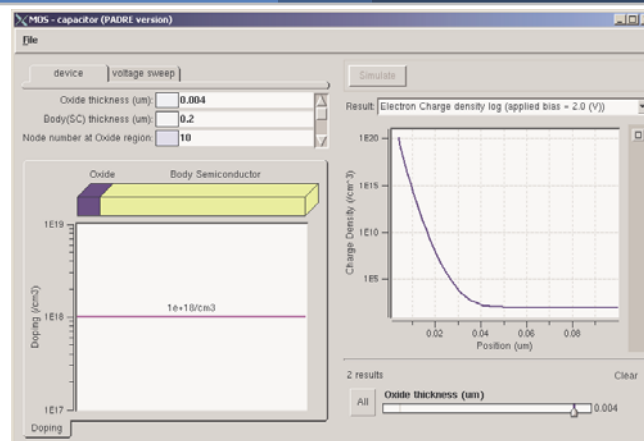 MOS - capacitor (PADRE version)
File
device
voltage sweep
Oxide thickness (um): 0.004
Body(SC) thickness (um): 0.2
Node number at Oxide region: 10
Oxide
Body Semiconductor
1E19
1E18
1E17
Doping (/cm3)
1e+18/cm3
Doping
Simulate
Result: Electron Charge density log (applied bias = 2.0 (V))
1E20
1E15
1E10
1E5
Charge Density (/cm^3)
0.02
0.04
0.06
0.08
Position (um)
2 results
Clear
All
Oxide thickness (um)
0.004